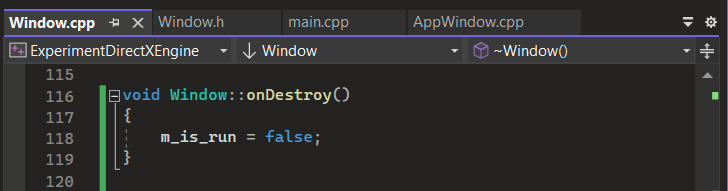 Window.cpp Window.h main.cpp AppWindow.cpp
ExperimentDirectXEngine Window ~Window()
115
116 void Window::onDestroy()
117 {
118 m_is_run = false;
119 }
120